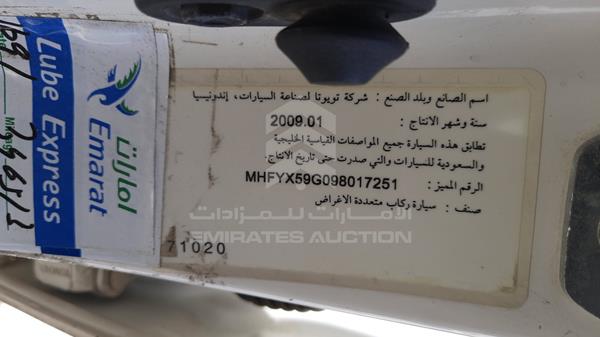 اسم الصانع وبلد الصنع : شركة تويوتا لصناعة السيارات، إندونيسيا
سنة وشهر الانتاج : 2009.01
تطابق هذه السيارة جميع المواصفات القياسية الخليجية
والسعودية للسيارات والتي صدرت حتى تاريخ الانتاج.
الرقم المميز : MHFYX59G098017251
صنف : سيارة ركاب متعددة الاغراض
71020
الإمارات للمزادات
EMIRATES AUCTION
امارات
Emarat
Lube Express